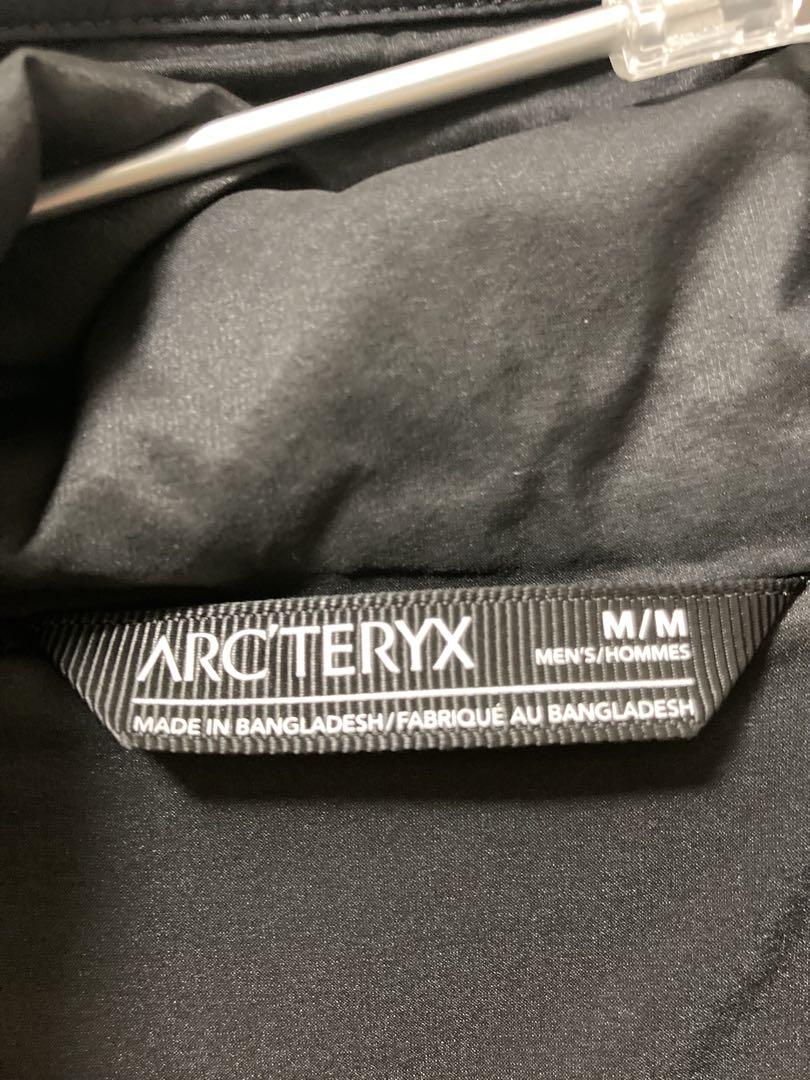 ARC'TERYX
M/M
MEN'S/HOMMES
MADE IN BANGLADESH/FABRIQUÉ AU BANGLADESH